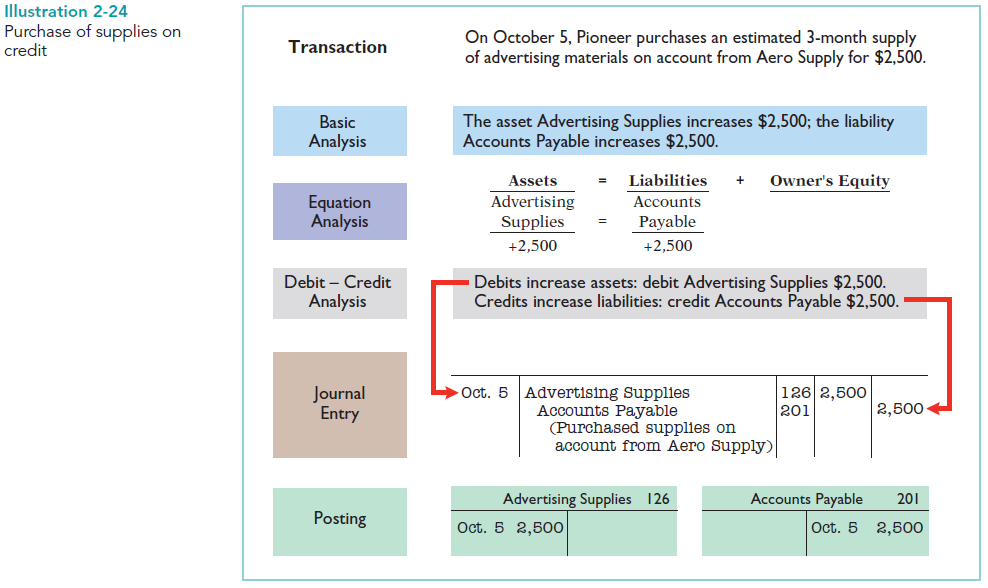 Illustration 2-24
Purchase of supplies on
credit
Transaction
On October 5, Pioneer purchases an estimated 3-month supply
of advertising materials on account from Aero Supply for $2,500.
Basic
Analysis
The asset Advertising Supplies increases $2,500; the liability
Accounts Payable increases $2,500.
Equation
Analysis
Assets = Liabilities + Owner's Equity
Advertising Accounts
Supplies = Payable
+2,500 +2,500
Debit – Credit
Analysis
Debits increase assets: debit Advertising Supplies $2,500.
Credits increase liabilities: credit Accounts Payable $2,500.
Journal
Entry
Oct. 5 Advertising Supplies 126 2,500
Accounts Payable 201 2,500
(Purchased supplies on
account from Aero Supply)
Posting
Advertising Supplies 126
Oct. 5 2,500
Accounts Payable 201
Oct. 5 2,500